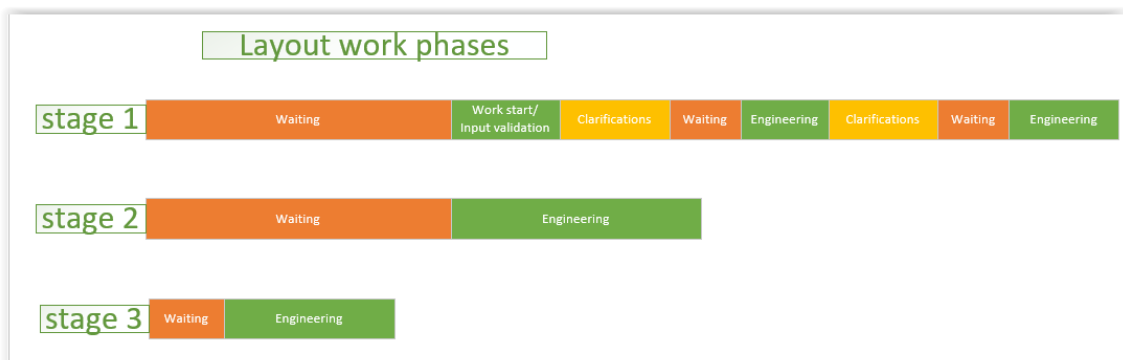 Layout work phases
stage 1
Waiting
Work start/
Input validation
Clarifications
Waiting
Engineering
Clarifications
Waiting
Engineering
stage 2
Waiting
Engineering
stage 3
Waiting
Engineering